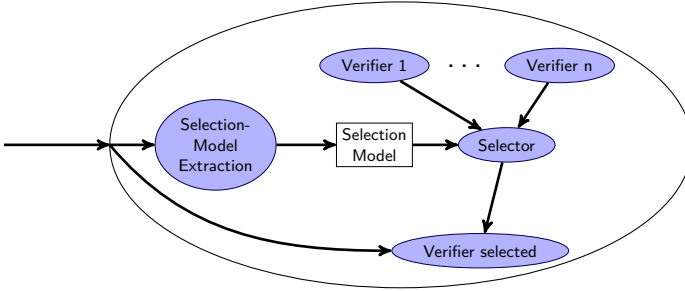 Verifier 1
. . .
Verifier n
Selection-
Model
Extraction
Selection
Model
Selector
Verifier selected